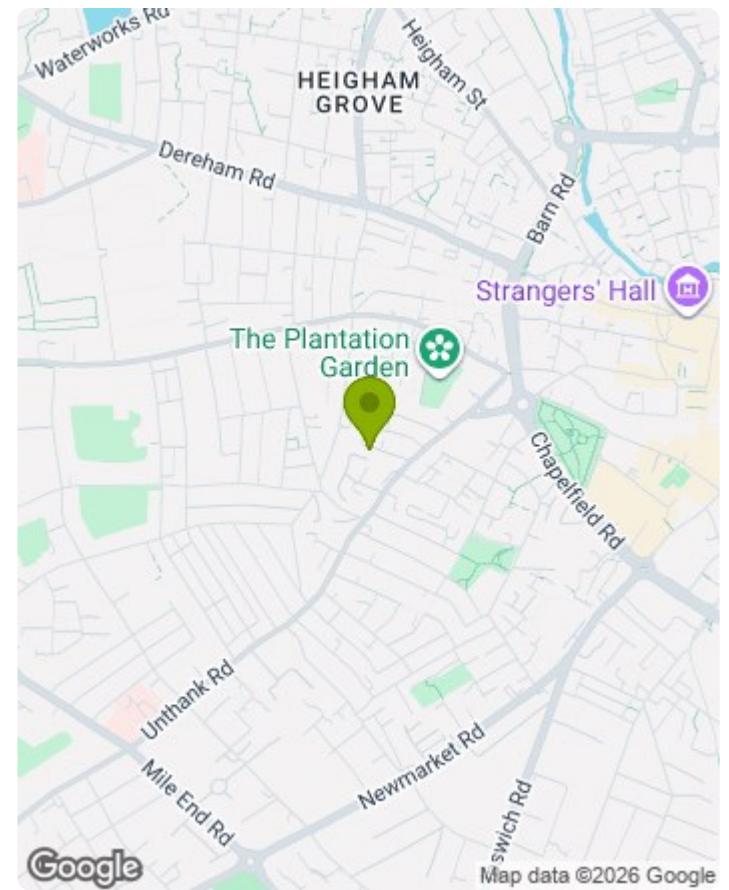 Waterworks Rd
Heigham St
HEIGHAM
GROVE
Dereham Rd
Barn Rd
Strangers' Hall
The Plantation
Garden
Chapelfield Rd
Unthank Rd
Newmarket Rd
Mile End Rd
swich Rd
Google
Map data ©2026 Google